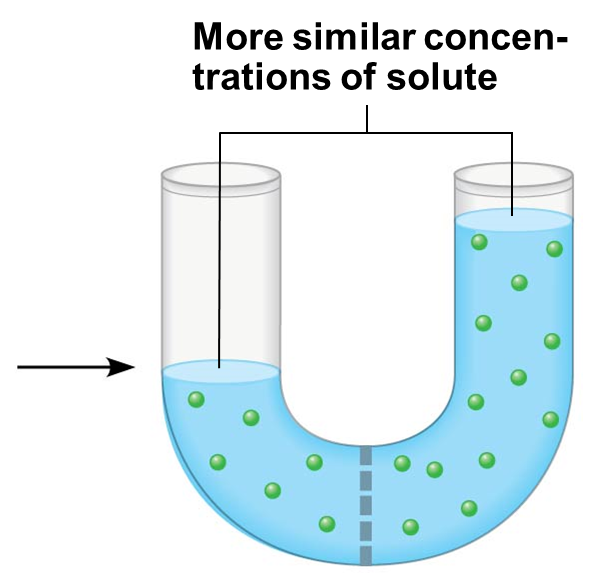 More similar concen-
trations of solute